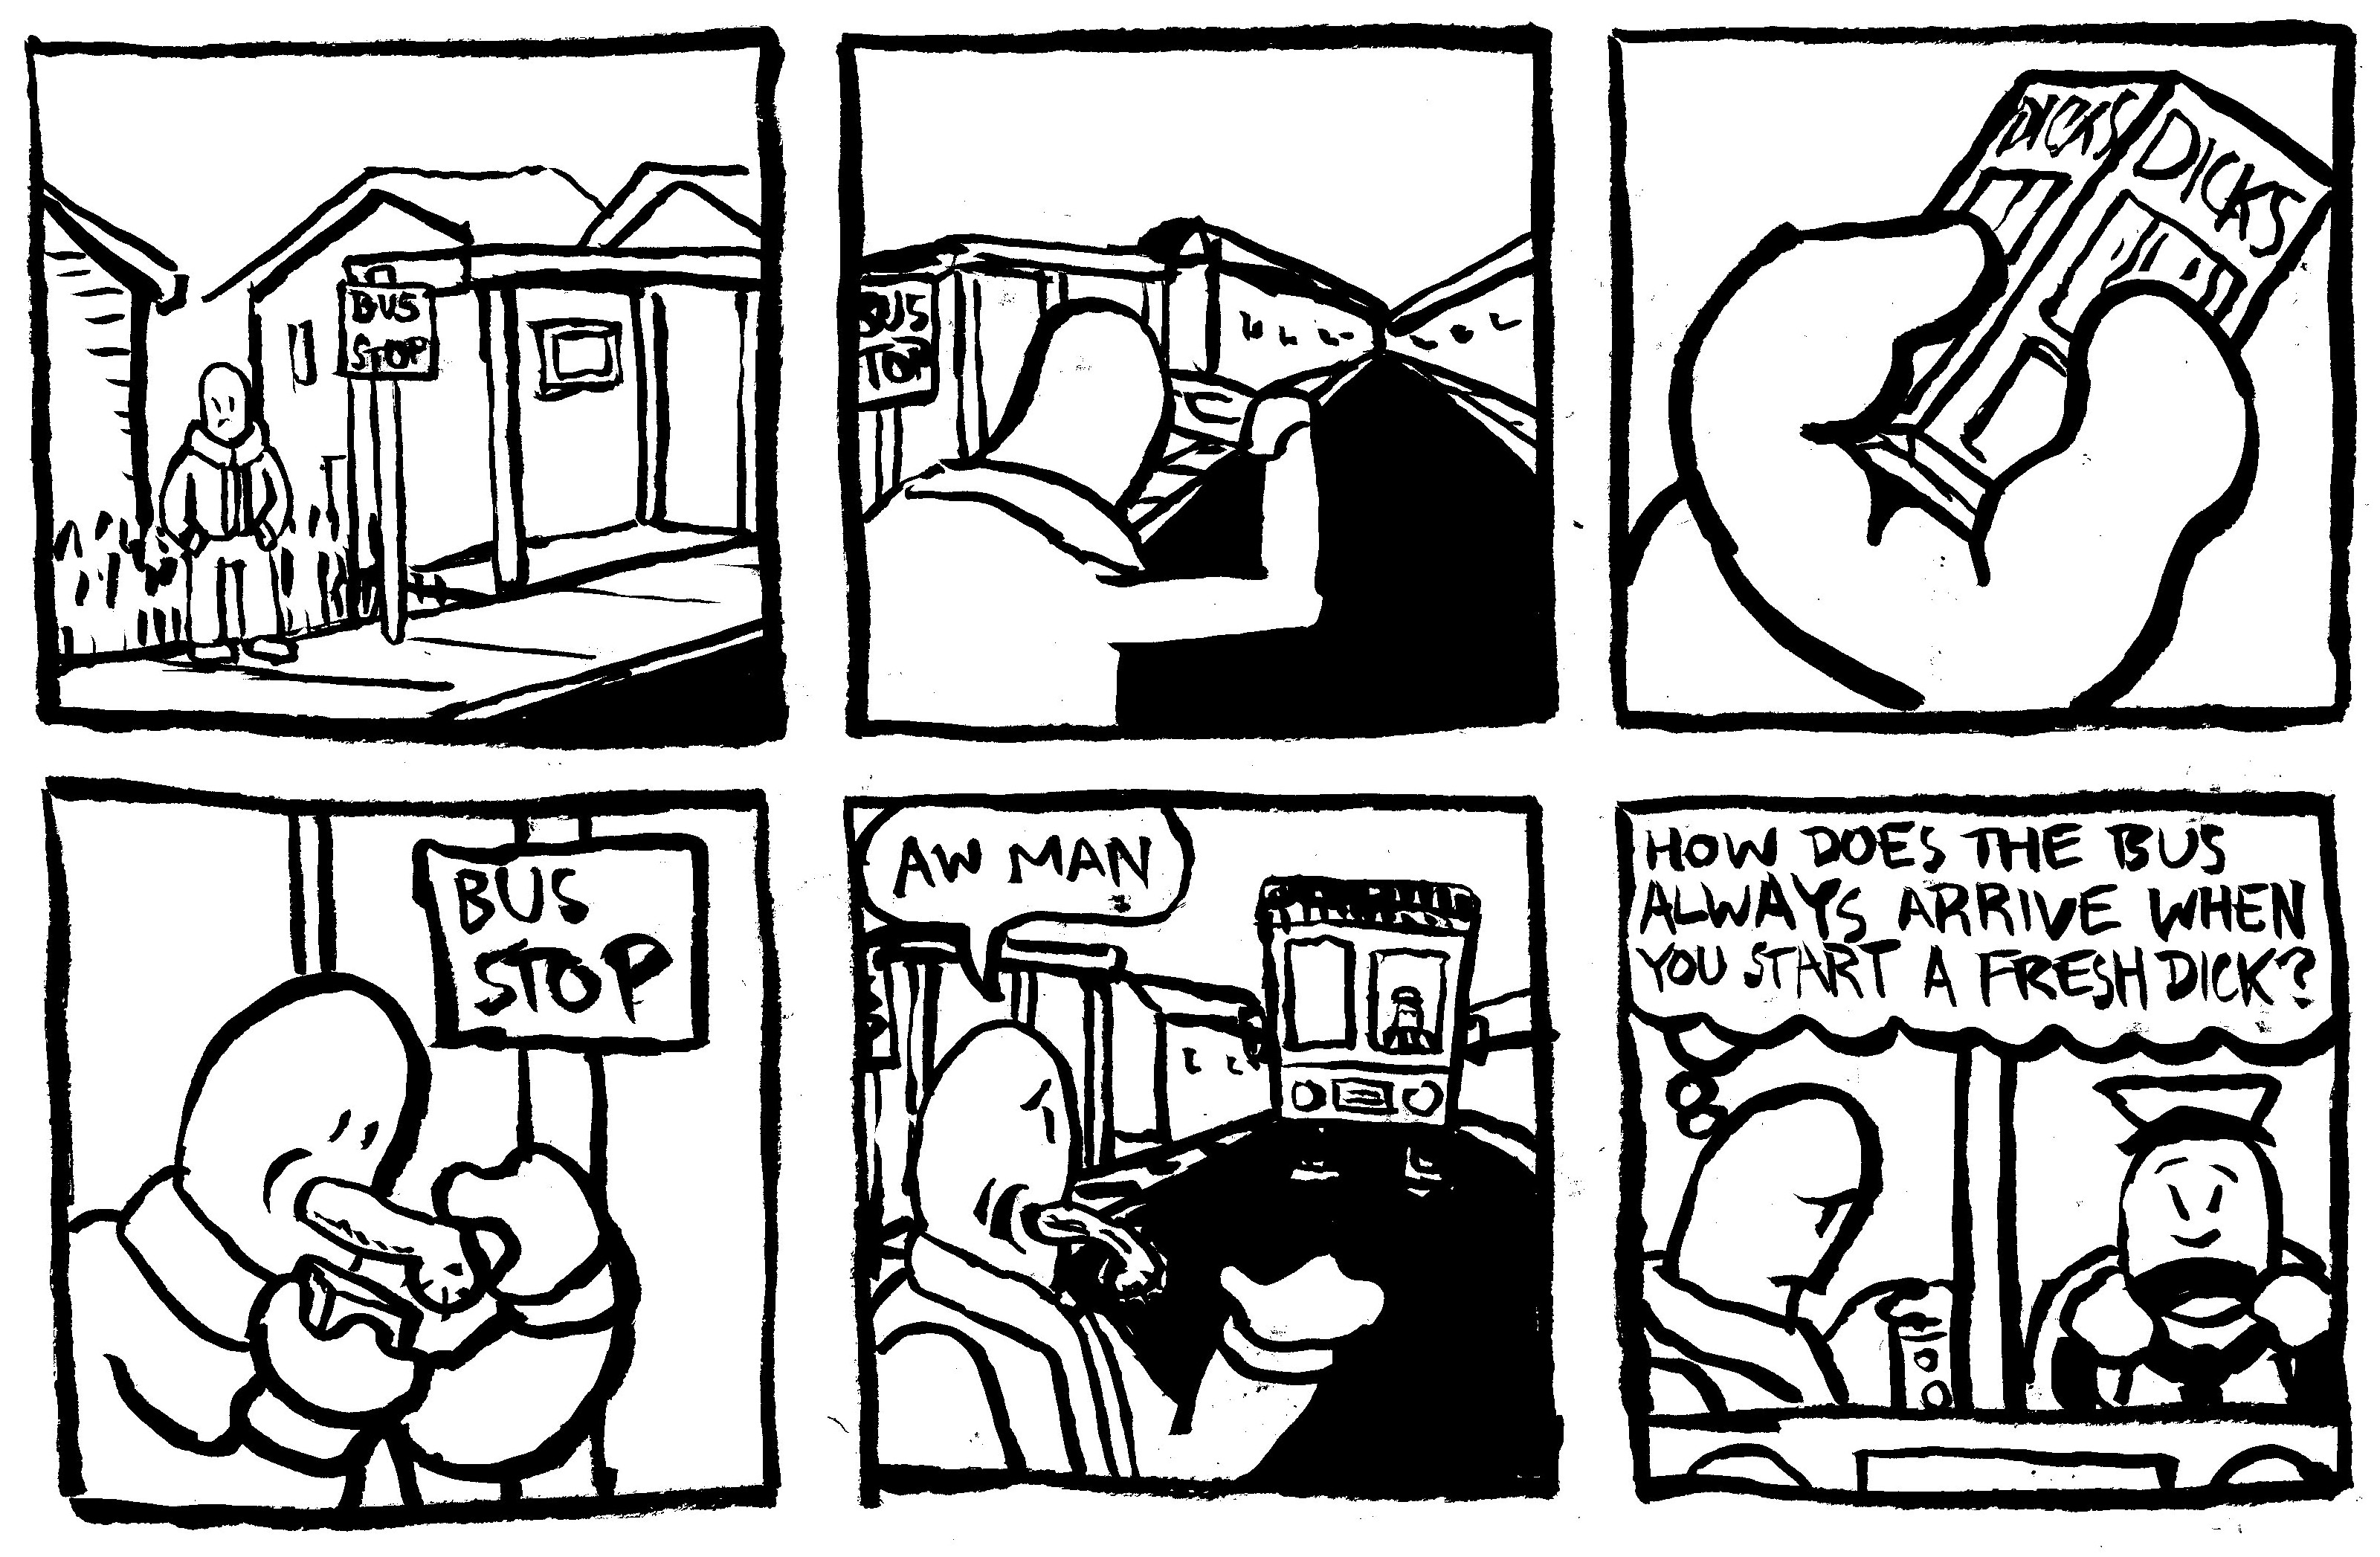 BUS
STOP
BUS
TOP
DICKS
DICKS
BUS
STOP
AW MAN
HOW DOES THE BUS
ALWAYS ARRIVE WHEN
YOU START A FRESH DICK?